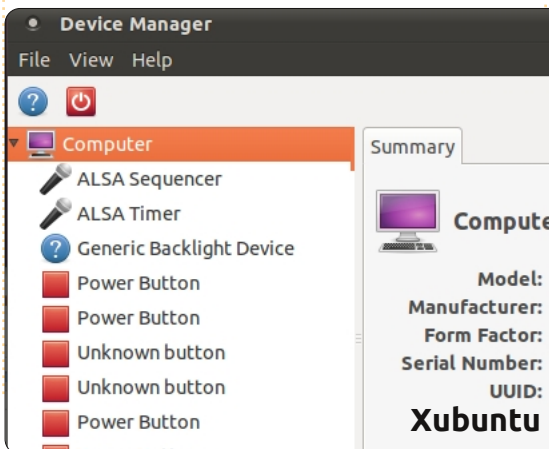 Device Manager
File View Help
Computer
ALSA Sequencer
ALSA Timer
Generic Backlight Device
Power Button
Power Button
Unknown button
Unknown button
Power Button
Summary
Compute
Model:
Manufacturer:
Form Factor:
Serial Number:
UUID:
Xubuntu